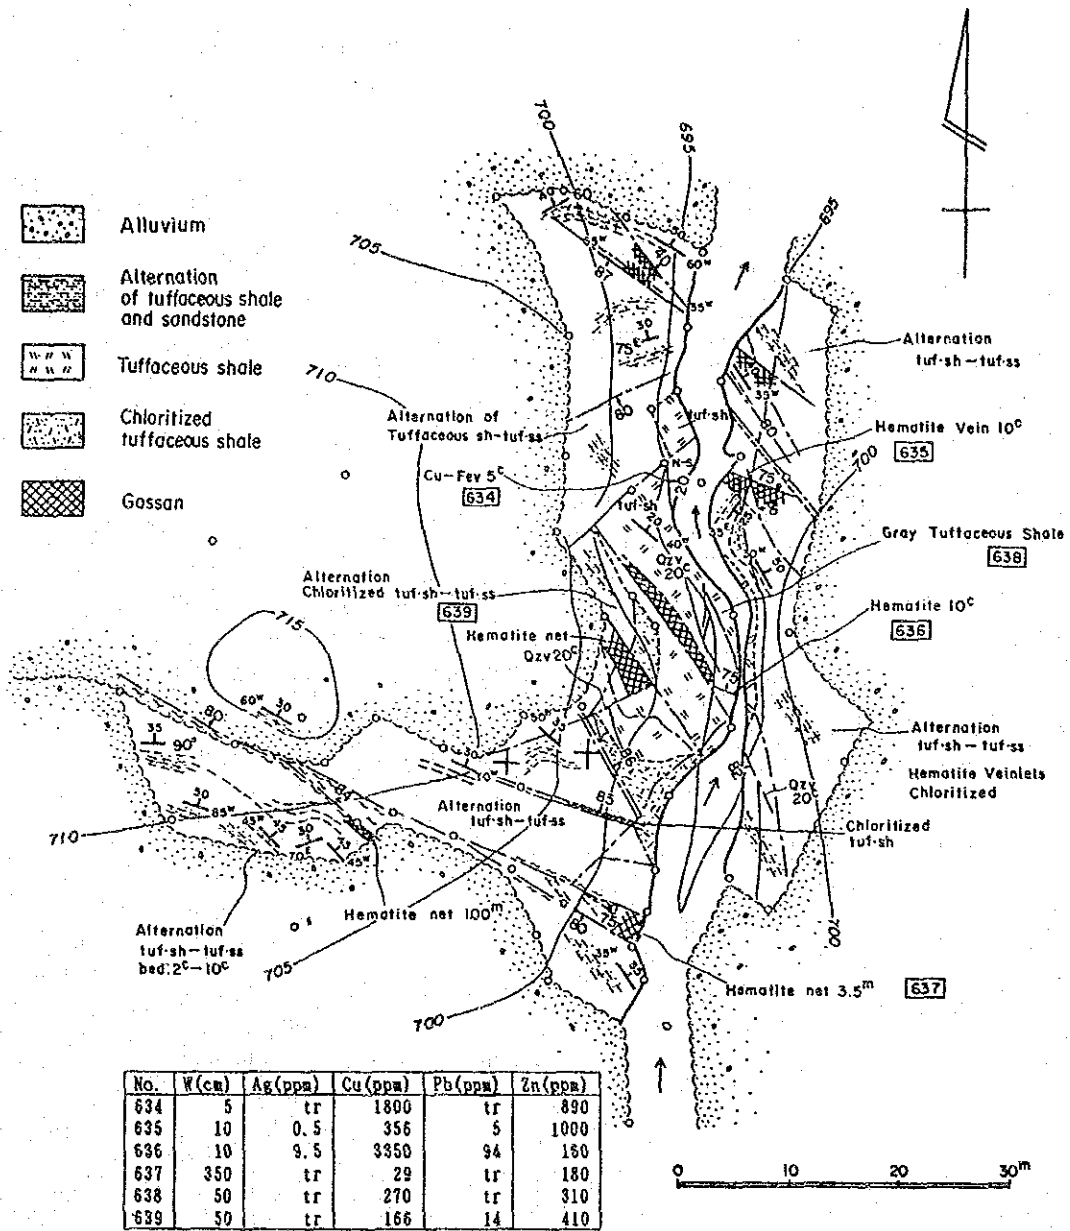 Alluvium
Alternation
of tuffaceous shale
and sandstone
Tuffaceous shale
Chloritized
tuffaceous shale
Gossan
700
695
695
705
710
715
Alternation
tuf·sh−tuf·ss
Alternation of
Tuffaceous sh-tuf·ss
tuf·sh
Hematite Vein 10ᶜ
635
700
Cu−Fev 5ᶜ
634
tuf·sh
Gray Tuffaceous Shale
638
Qzv
20ᶜ
Alternation
Chloritized tuf·sh−tuf·ss
639
Hematite 10ᶜ
636
Hematite net
Qzv20ᶜ
Alternation
tuf·sh−tuf·ss
Hematite Veinlets
Chloritized
Qzv
20ᶜ
Alternation
tuf·sh−tuf·ss
Chloritized
tuf·sh
710
Hematite net 100ᵐ
Alternation
tuf·sh−tuf·ss
bed:2ᶜ−10ᶜ
705
700
700
Hematite net 3.5ᵐ
637
No. W(cm) Ag(ppm) Cu(ppm) Pb(ppm) Zn(ppm)
634 5 tr 1800 tr 890
635 10 0.5 356 5 1000
636 10 9.5 3350 94 160
637 350 tr 29 tr 180
638 50 tr 270 tr 310
639 50 tr 166 14 410
0 10 20 30ᵐ